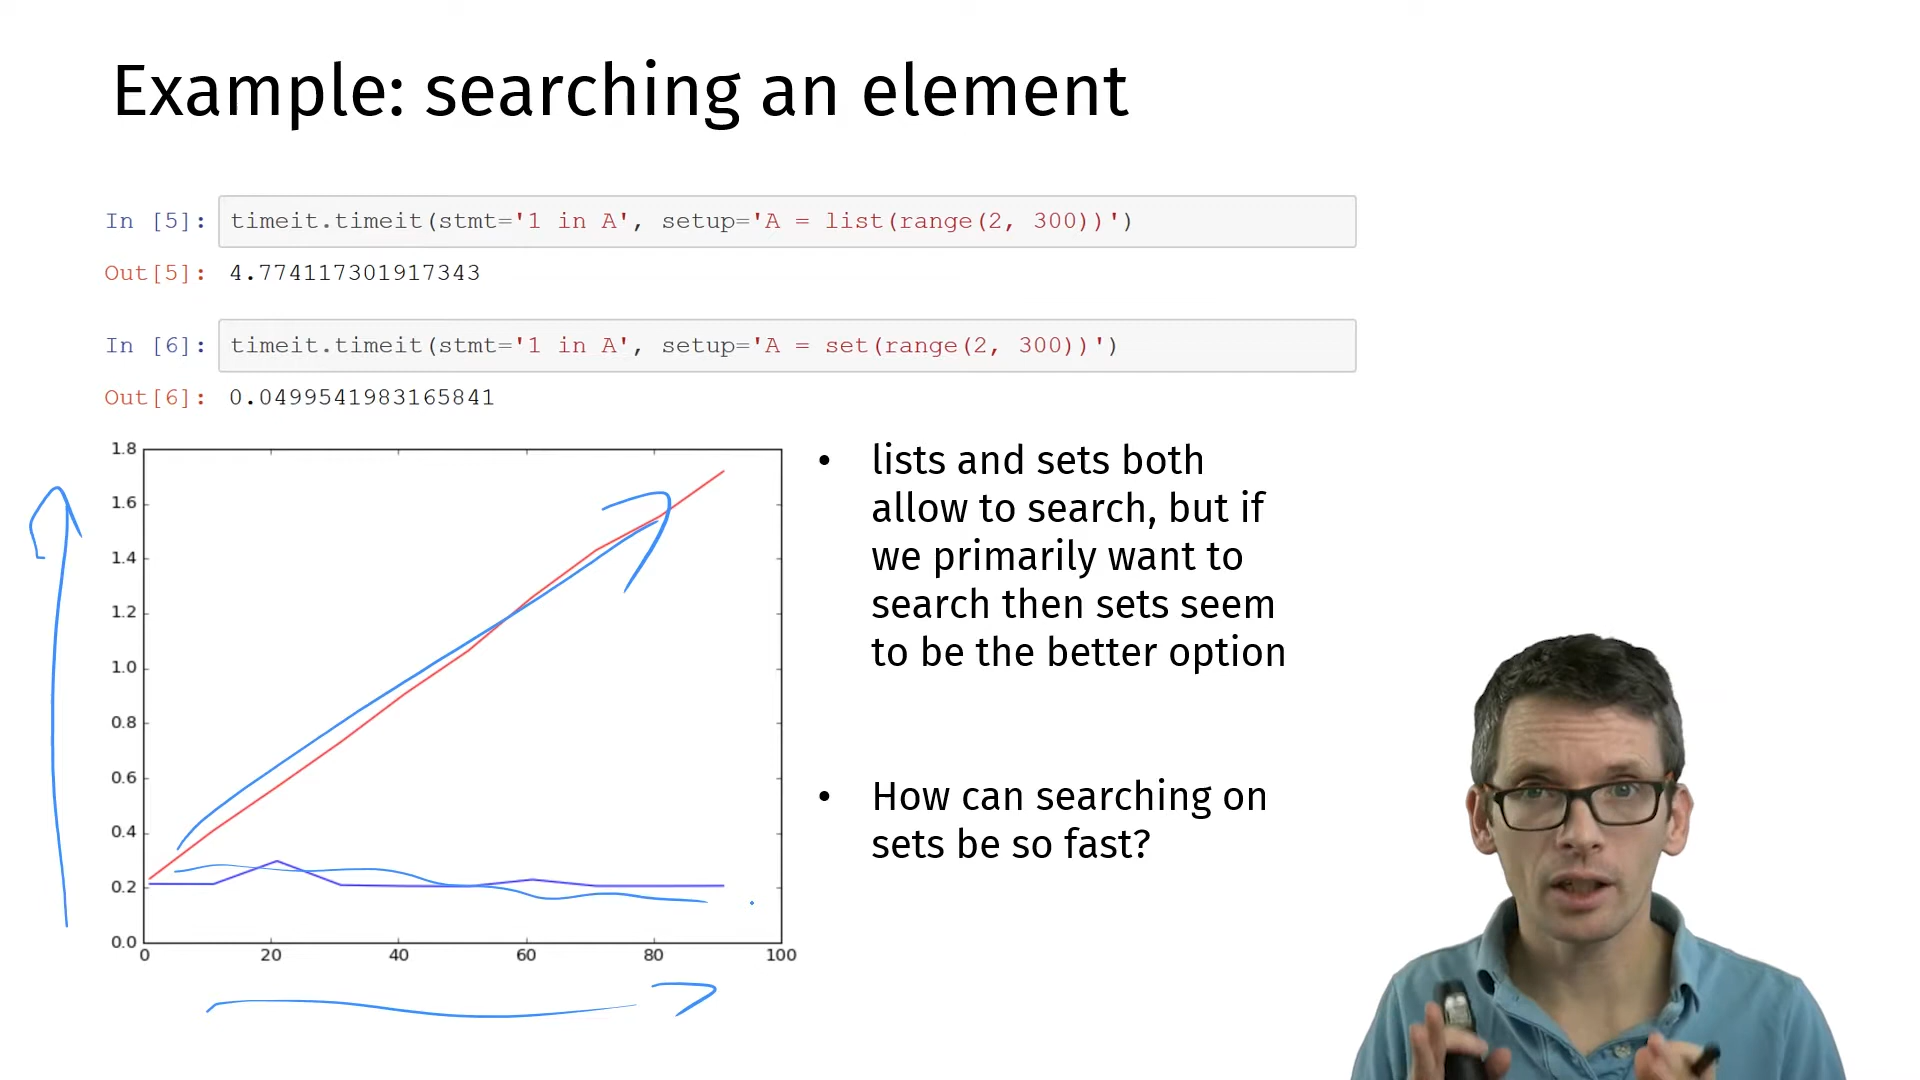 Example: searching an element
In [5]: timeit.timeit(stmt='1 in A', setup='A = list(range(2, 300))')
Out[5]: 4.774117301917343
In [6]: timeit.timeit(stmt='1 in A', setup='A = set(range(2, 300))')
Out[6]: 0.0499541983165841
1.8
1.6
1.4
1.2
1.0
0.8
0.6
0.4
0.2
0.0
0 20 40 60 80 100
• lists and sets both
allow to search, but if
we primarily want to
search then sets seem
to be the better option
• How can searching on
sets be so fast?